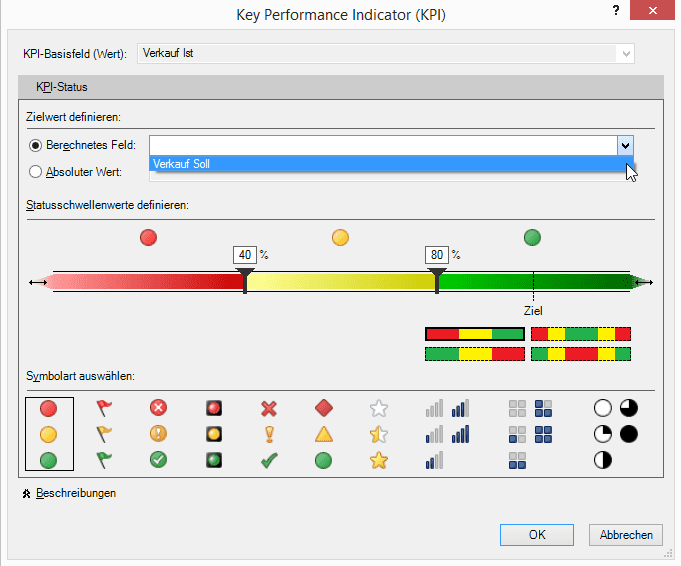 Key Performance Indicator (KPI)
? ×
KPI-Basisfeld (Wert): Verkauf Ist
KPI-Status
Zielwert definieren:
Berechnetes Feld:
Verkauf Soll
Absoluter Wert:
Statusschwellenwerte definieren:
40 % 80 %
Ziel
Symbolart auswählen:
Beschreibungen
OK Abbrechen